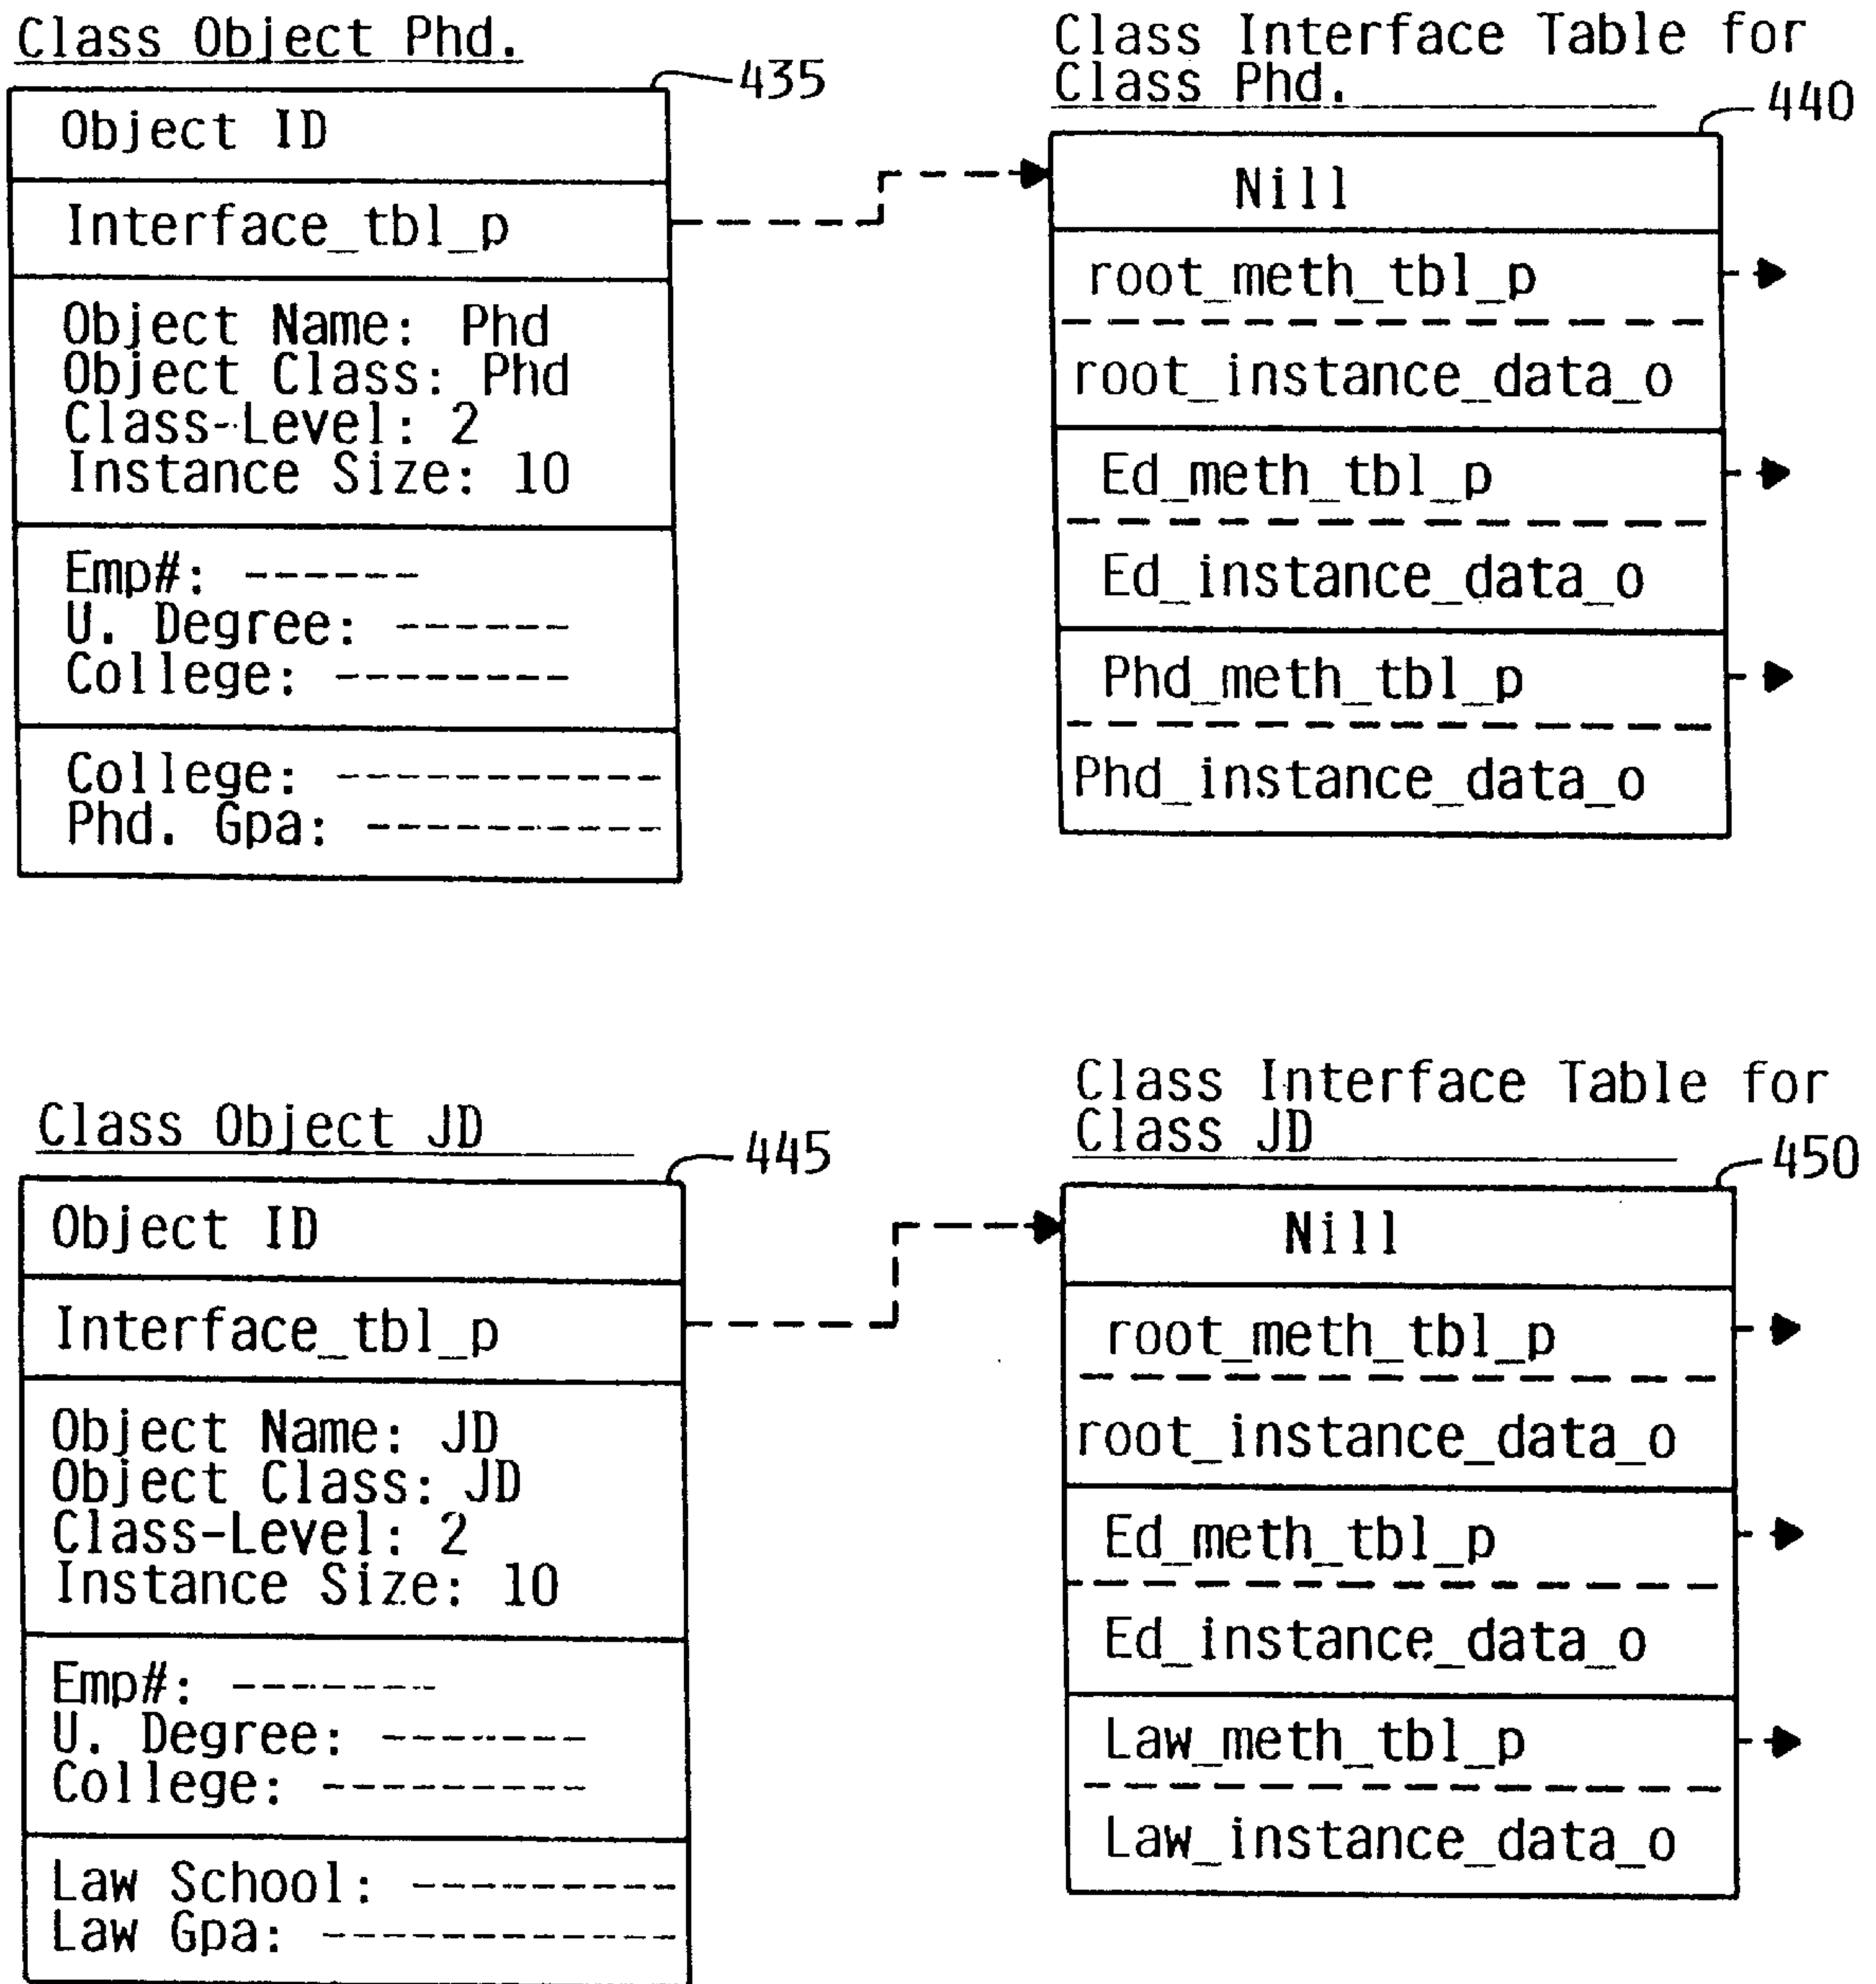 Class Object Phd.
435
Object ID
Interface_tbl_p
Object Name: Phd
Object Class: Phd
Class-Level: 2
Instance Size: 10
Emp#: ------
U. Degree: ------
College: --------
College: -----------
Phd. Gpa: ----------
Class Interface Table for
Class Phd.
440
Nill
root_meth_tbl_p
root_instance_data_o
Ed_meth_tbl_p
Ed_instance_data_o
Phd_meth_tbl_p
Phd_instance_data_o
Class Object JD
445
Object ID
Interface_tbl_p
Object Name: JD
Object Class: JD
Class-Level: 2
Instance Size: 10
Emp#: -------
U. Degree: -------
College: ---------
Law School: ---------
Law Gpa: ------------
Class Interface Table for
Class JD
450
Nill
root_meth_tbl_p
root_instance_data_o
Ed_meth_tbl_p
Ed_instance_data_o
Law_meth_tbl_p
Law_instance_data_o